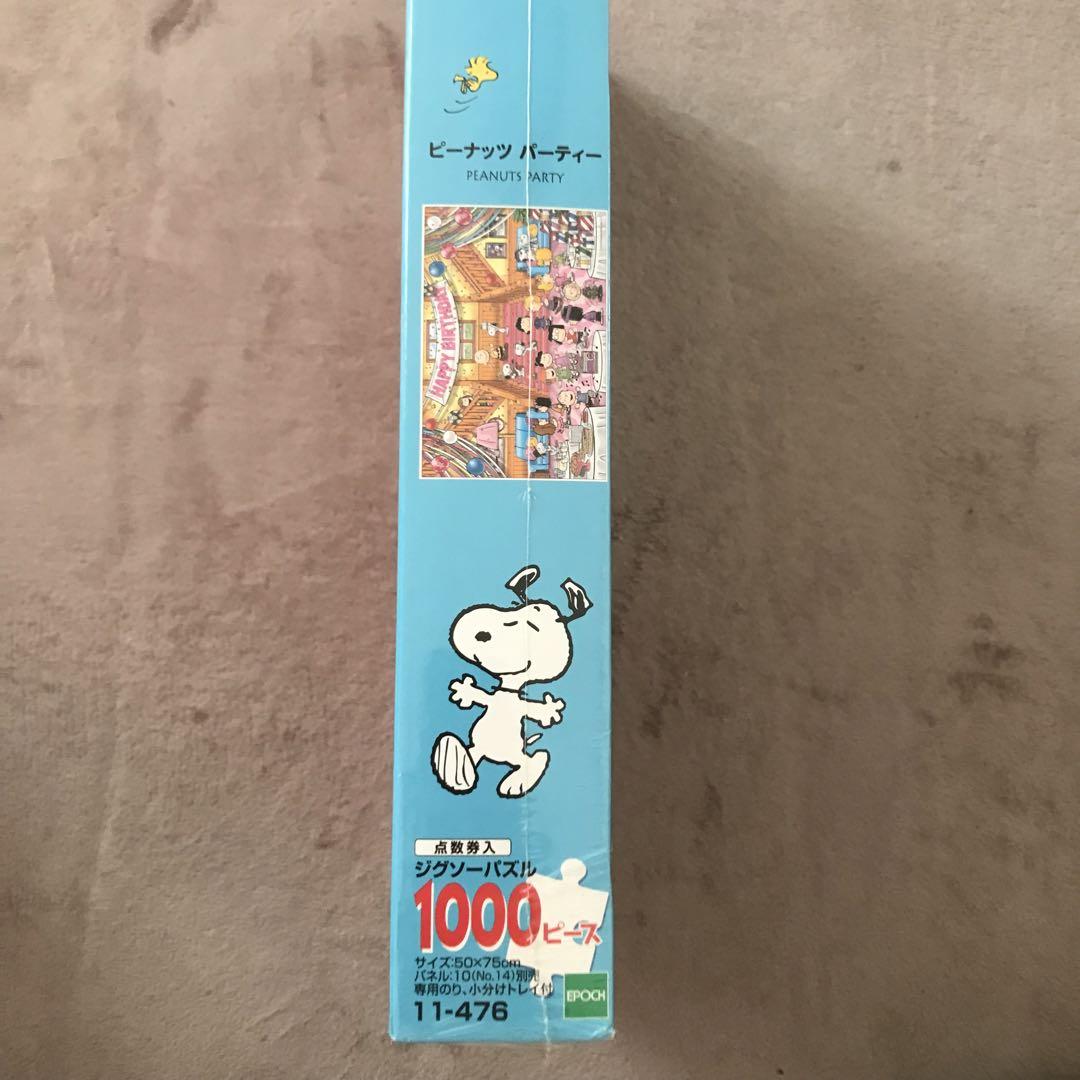 ピーナッツ パーティー
PEANUTS PARTY
HAPPY BIRTHDAY
点数券入
ジグソーパズル
1000ピース
サイズ:50×75cm
パネル:10(No.14)別売
専用のり、小分けトレイ付
11-476
EPOCH